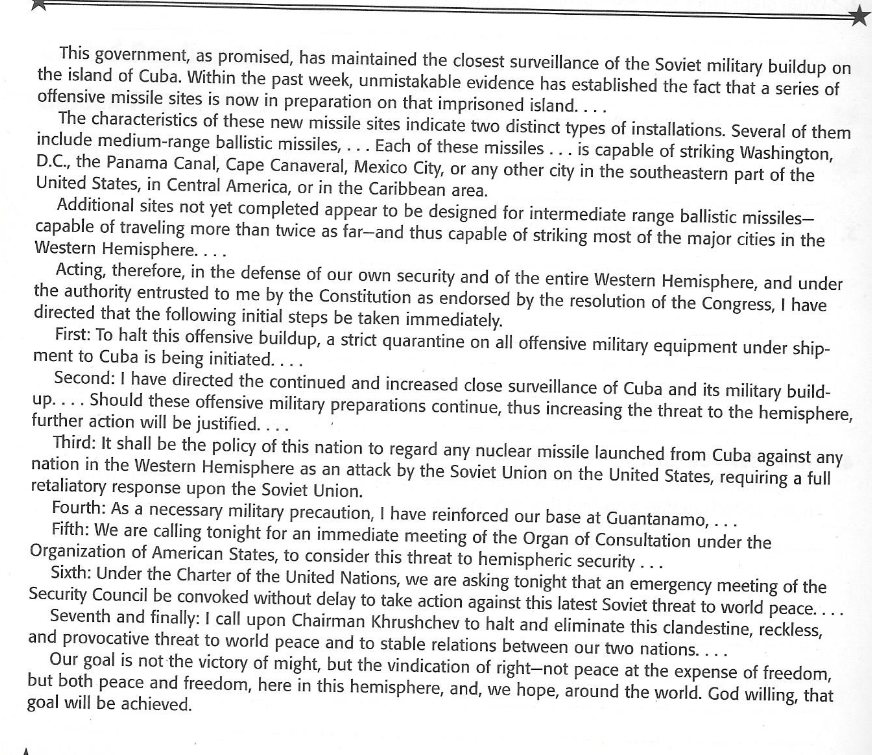 This government, as promised, has maintained the closest surveillance of the Soviet military buildup on
the island of Cuba. Within the past week, unmistakable evidence has established the fact that a series of
offensive missile sites is now in preparation on that imprisoned island. . . .
The characteristics of these new missile sites indicate two distinct types of installations. Several of them
include medium-range ballistic missiles, . . . Each of these missiles . . . is capable of striking Washington,
D.C., the Panama Canal, Cape Canaveral, Mexico City, or any other city in the southeastern part of the
United States, in Central America, or in the Caribbean area.
Additional sites not yet completed appear to be designed for intermediate range ballistic missiles—
capable of traveling more than twice as far—and thus capable of striking most of the major cities in the
Western Hemisphere. . . .
Acting, therefore, in the defense of our own security and of the entire Western Hemisphere, and under
the authority entrusted to me by the Constitution as endorsed by the resolution of the Congress, I have
directed that the following initial steps be taken immediately.
First: To halt this offensive buildup, a strict quarantine on all offensive military equipment under ship-
ment to Cuba is being initiated. . . .
Second: I have directed the continued and increased close surveillance of Cuba and its military build-
up. . . . Should these offensive military preparations continue, thus increasing the threat to the hemisphere,
further action will be justified. . . .
Third: It shall be the policy of this nation to regard any nuclear missile launched from Cuba against any
nation in the Western Hemisphere as an attack by the Soviet Union on the United States, requiring a full
retaliatory response upon the Soviet Union.
Fourth: As a necessary military precaution, I have reinforced our base at Guantanamo, . . .
Fifth: We are calling tonight for an immediate meeting of the Organ of Consultation under the
Organization of American States, to consider this threat to hemispheric security . . .
Sixth: Under the Charter of the United Nations, we are asking tonight that an emergency meeting of the
Security Council be convoked without delay to take action against this latest Soviet threat to world peace. . . .
Seventh and finally: I call upon Chairman Khrushchev to halt and eliminate this clandestine, reckless,
and provocative threat to world peace and to stable relations between our two nations. . . .
Our goal is not the victory of might, but the vindication of right—not peace at the expense of freedom,
but both peace and freedom, here in this hemisphere, and, we hope, around the world. God willing, that
goal will be achieved.